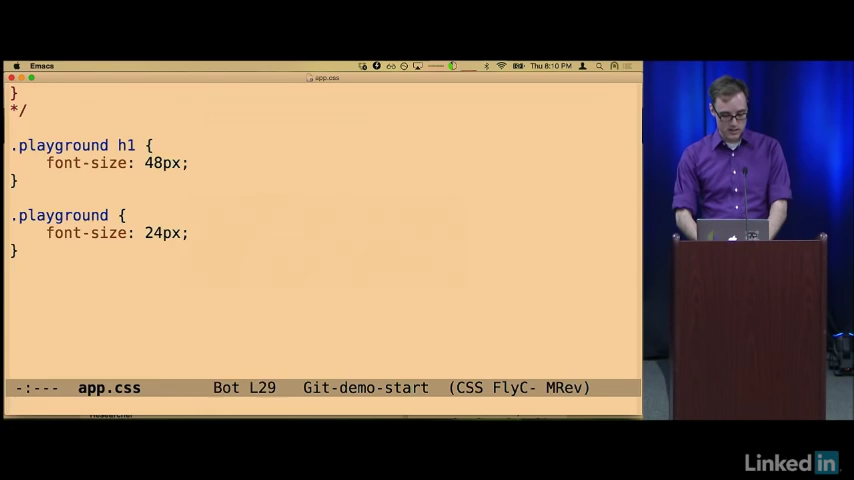 Emacs
Thu 8:10 PM
app.css
}
*/
.playground h1 {
font-size: 48px;
}
.playground {
font-size: 24px;
}
-:--- app.css Bot L29 Git-demo-start (CSS FlyC- MRev)
Researcher
LinkedIn